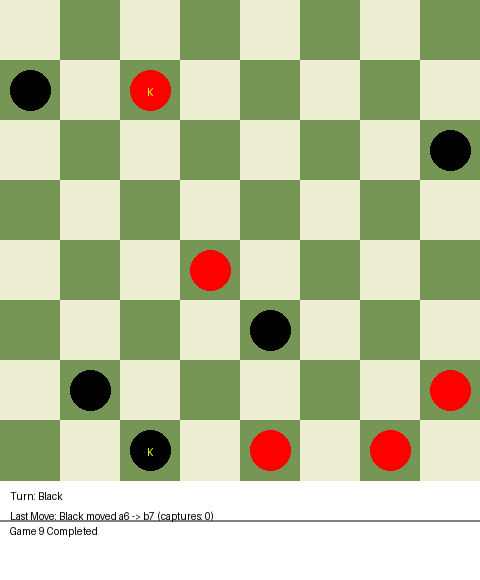 K
K
Turn: Black
Last Move: Black moved a6 -> b7 (captures: 0)
Game 9 Completed